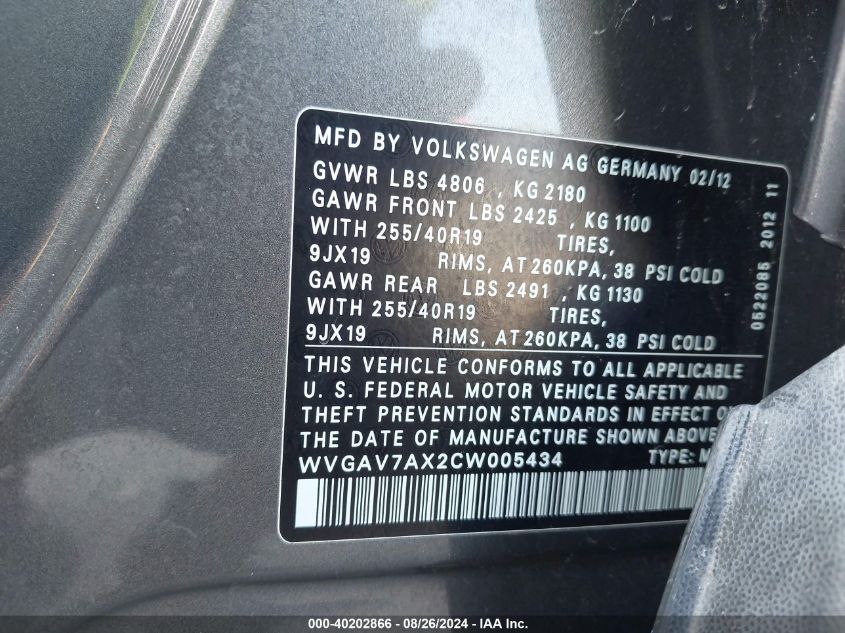 MFD BY VOLKSWAGEN AG GERMANY 02/12
GVWR LBS 4806 , KG 2180
GAWR FRONT LBS 2425 , KG 1100
WITH 255/40R19 TIRES,
9JX19 RIMS, AT 260KPA, 38 PSI COLD
GAWR REAR LBS 2491 , KG 1130
WITH 255/40R19 TIRES,
9JX19 RIMS, AT 260KPA, 38 PSI COLD
THIS VEHICLE CONFORMS TO ALL APPLICABLE
U. S. FEDERAL MOTOR VEHICLE SAFETY AND
THEFT PREVENTION STANDARDS IN EFFECT
THE DATE OF MANUFACTURE SHOWN ABOVE
WVGAV7AX2CW005434 TYPE: M
0522085 2012 11
000-40202866 - 08/26/2024 - IAA Inc.